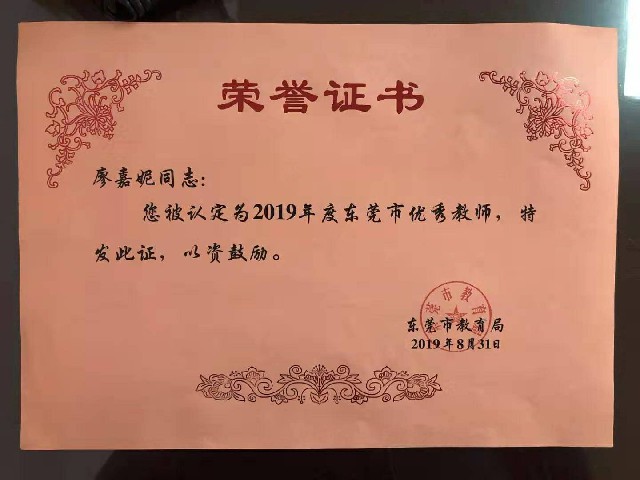 荣誉证书
廖嘉妮同志：
您被认定为2019年度东莞市优秀教师，特
发此证，以资鼓励。
东莞市教育局
2019年8月31日